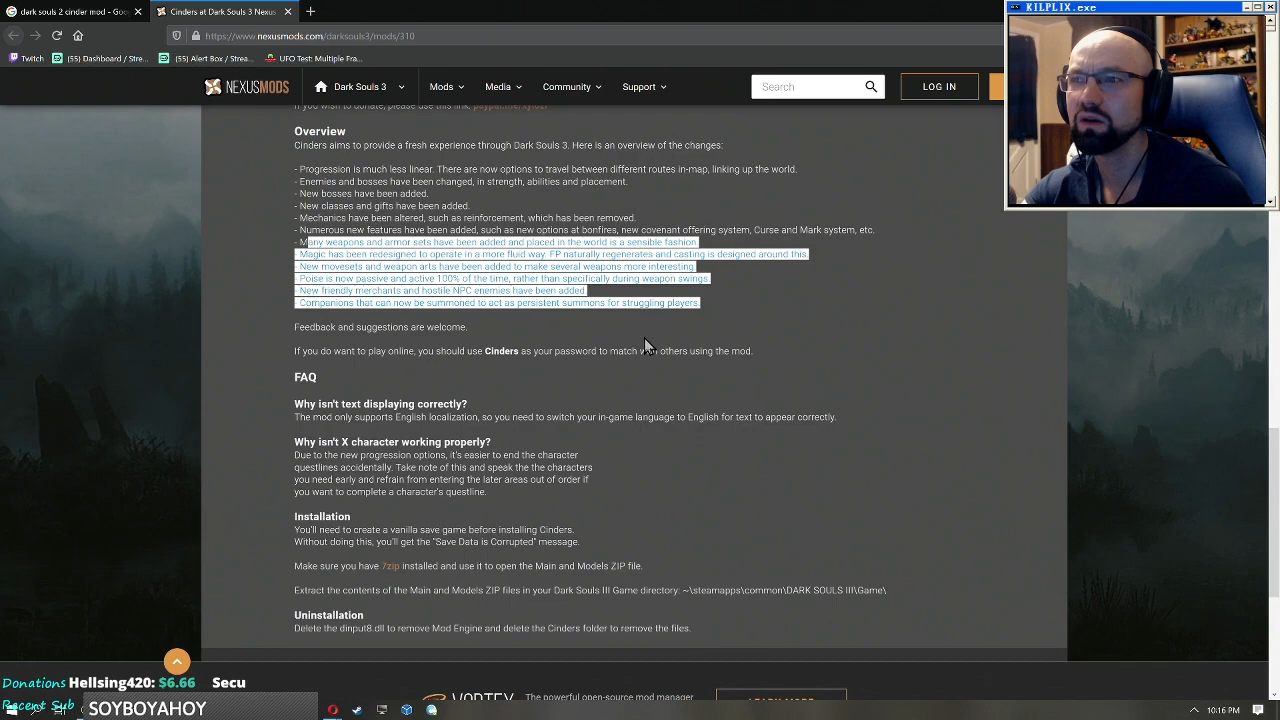 dark souls 2 cinder mod - Goo
Cinders at Dark Souls 3 Nexus
https://www.nexusmods.com/darksouls3/mods/310
Twitch
(55) Dashboard / Stre...
(55) Alert Box / Stream...
UFO Test: Multiple Fra...
KILPLIX.exe
NEXUSMODS
Dark Souls 3
Mods
Media
Community
Support
Search
LOG IN
If you wish to donate, please use this link:
Overview
Cinders aims to provide a fresh experience through Dark Souls 3. Here is an overview of the changes:
- Progression is much less linear. There are now options to travel between different routes in-map, linking up the world.
- Enemies and bosses have been changed, in strength, abilities and placement.
- New bosses have been added.
- New classes and gifts have been added.
- Mechanics have been altered, such as reinforcement, which has been removed.
- Numerous new features have been added, such as new options at bonfires, new covenant offering system, Curse and Mark system, etc.
- Many weapons and armor sets have been added and placed in the world is a sensible fashion.
- Magic has been redesigned to operate in a more fluid way. FP naturally regenerates and casting is designed around this.
- New movesets and weapon arts have been added to make several weapons more interesting.
- Poise is now passive and active 100% of the time, rather than specifically during weapon swings.
- New friendly merchants and hostile NPC enemies have been added.
- Companions that can now be summoned to act as persistent summons for struggling players.
Feedback and suggestions are welcome.
If you do want to play online, you should use Cinders as your password to match with others using the mod.
FAQ
Why isn't text displaying correctly?
The mod only supports English localization, so you need to switch your in-game language to English for text to appear correctly.
Why isn't X character working properly?
Due to the new progression options, it's easier to end the character
questlines accidentally. Take note of this and speak the the characters
you need early and refrain from entering the later areas out of order if
you want to complete a character's questline.
Installation
You'll need to create a vanilla save game before installing Cinders.
Without doing this, you'll get the "Save Data is Corrupted" message.
Make sure you have 7zip installed and use it to open the Main and Models ZIP file.
Extract the contents of the Main and Models ZIP files in your Dark Souls III Game directory: ~\steamapps\common\DARK SOULS III\Game\
Uninstallation
Delete the dinput8.dll to remove Mod Engine and delete the Cinders folder to remove the files.
Donations Hellsing420: $6.66 Secu
Recent Sub SOYBOYAHOY
The powerful open-source mod manager
10:16 PM